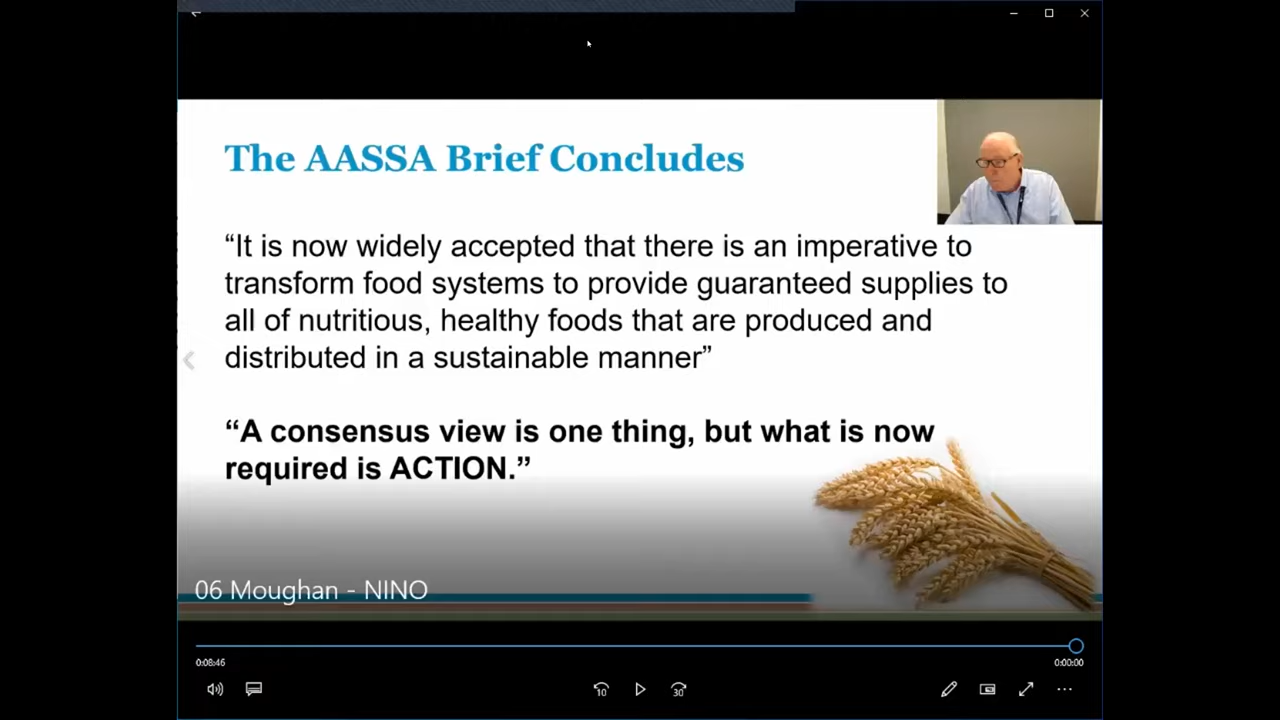 The AASSA Brief Concludes
“It is now widely accepted that there is an imperative to
transform food systems to provide guaranteed supplies to
all of nutritious, healthy foods that are produced and
distributed in a sustainable manner”
“A consensus view is one thing, but what is now
required is ACTION.”
06 Moughan - NINO
0:08:46
0:00:00
10
30